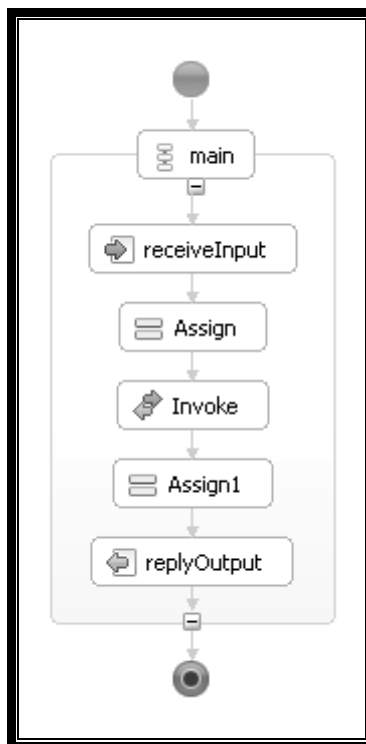 main
receiveInput
Assign
Invoke
Assign1
replyOutput